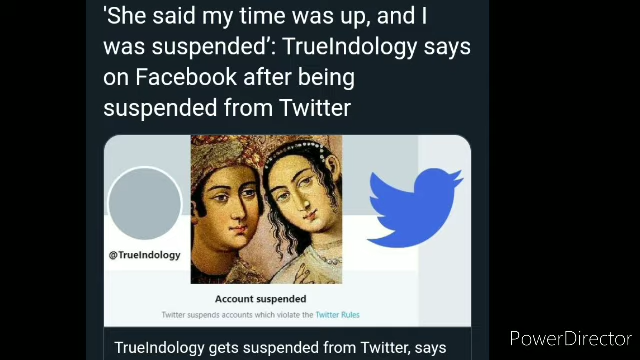 'She said my time was up, and I
was suspended’: TrueIndology says
on Facebook after being
suspended from Twitter
@TrueIndology
Account suspended
Twitter suspends accounts which violate the Twitter Rules
TrueIndology gets suspended from Twitter, says
PowerDirector